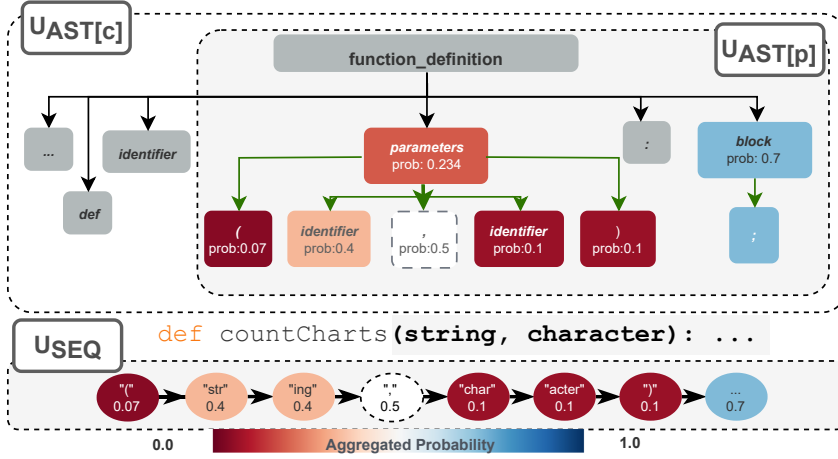 U_AST[c]
U_AST[p]
function_definition
...
identifier
def
parameters
prob: 0.234
:
block
prob: 0.7
(
prob:0.07
identifier
prob:0.4
,
prob:0.5
identifier
prob:0.1
)
prob:0.1
;
U_SEQ
def countCharts(string, character): ...
"("
0.07
"str"
0.4
"ing"
0.4
","
0.5
"char"
0.1
"acter"
0.1
")"
0.1
...
0.7
0.0 Aggregated Probability 1.0